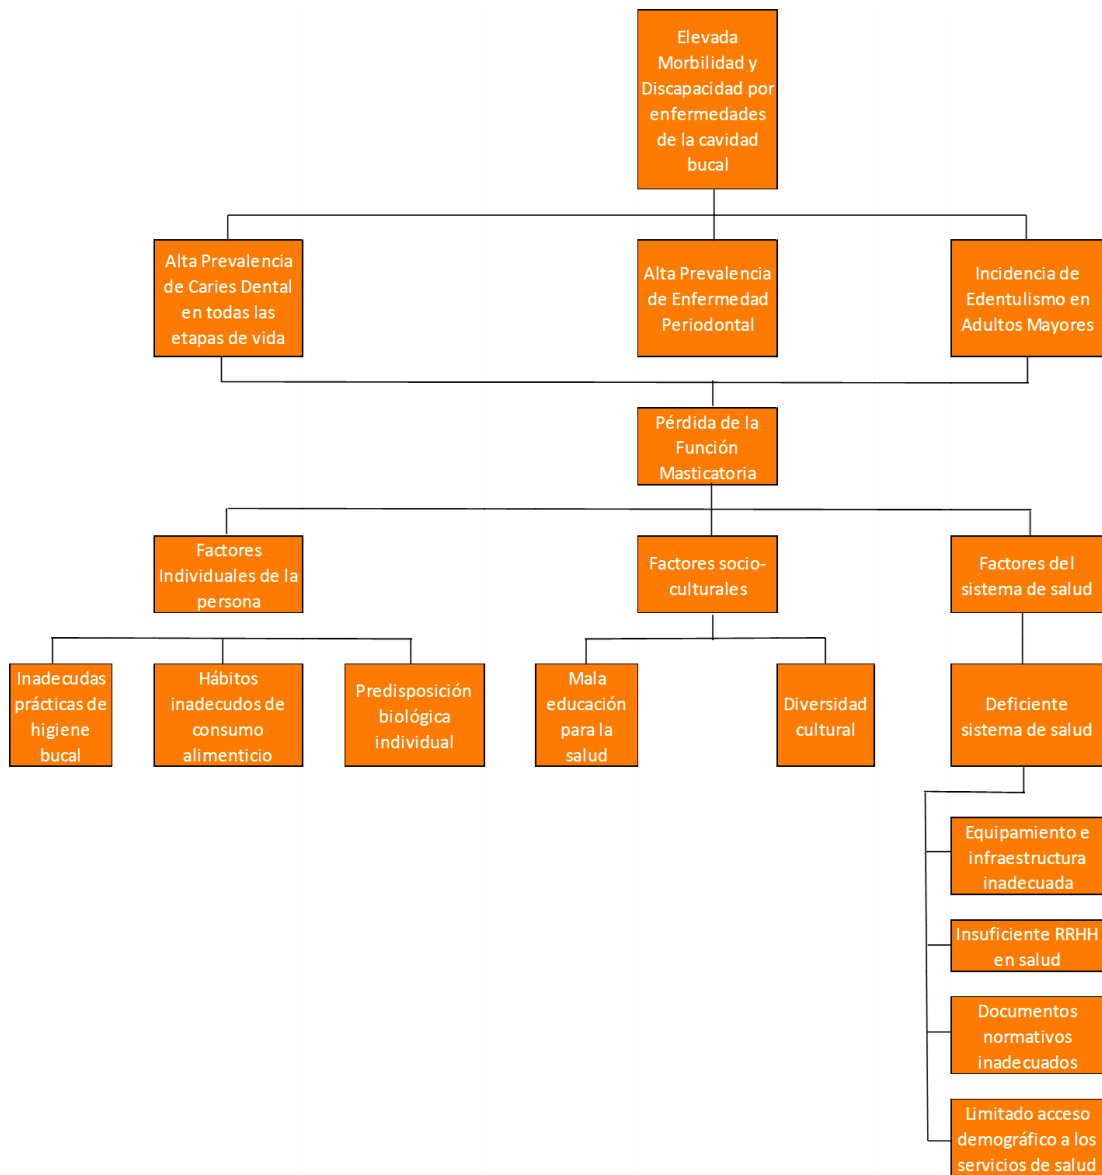 Elevada
Morbilidad y
Discapacidad por
enfermedades
de la cavidad
bucal
Alta Prevalencia
de Caries Dental
en todas las
etapas de vida
Alta Prevalencia
de Enfermedad
Periodontal
Incidencia de
Edentulismo en
Adultos Mayores
Pérdida de la
Función
Masticatoria
Factores
Individuales de la
persona
Factores socio-
culturales
Factores del
sistema de salud
Inadecudas
prácticas de
higiene
bucal
Hábitos
inadecudos de
consumo
alimenticio
Predisposición
biológica
individual
Mala
educación
para la
salud
Diversidad
cultural
Deficiente
sistema de salud
Equipamiento e
infraestructura
inadecuada
Insuficiente RRHH
en salud
Documentos
normativos
inadecuados
Limitado acceso
demográfico a los
servicios de salud